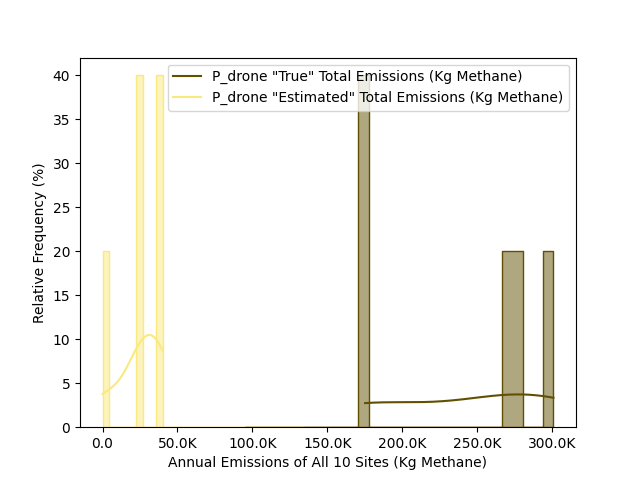 P_drone "True" Total Emissions (Kg Methane)
P_drone "Estimated" Total Emissions (Kg Methane)
Relative Frequency (%)
40
35
30
25
20
15
10
5
0
0.0 50.0K 100.0K 150.0K 200.0K 250.0K 300.0K
Annual Emissions of All 10 Sites (Kg Methane)